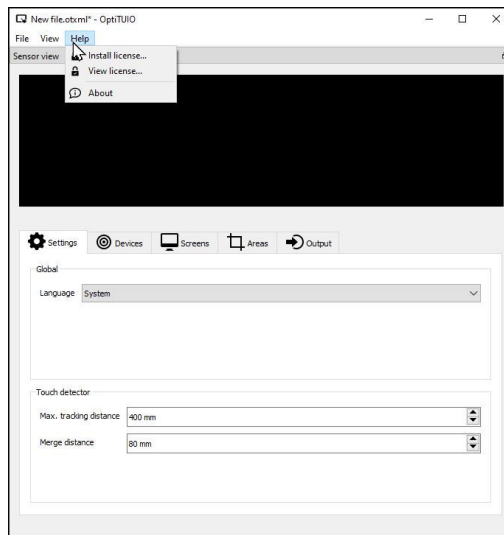 New file.otxml* - OptiTUIO
File View Help
Sensor view
Install license...
View license...
About
Settings Devices Screens Areas Output
Global
Language System
Touch detector
Max. tracking distance 400 mm
Merge distance 80 mm